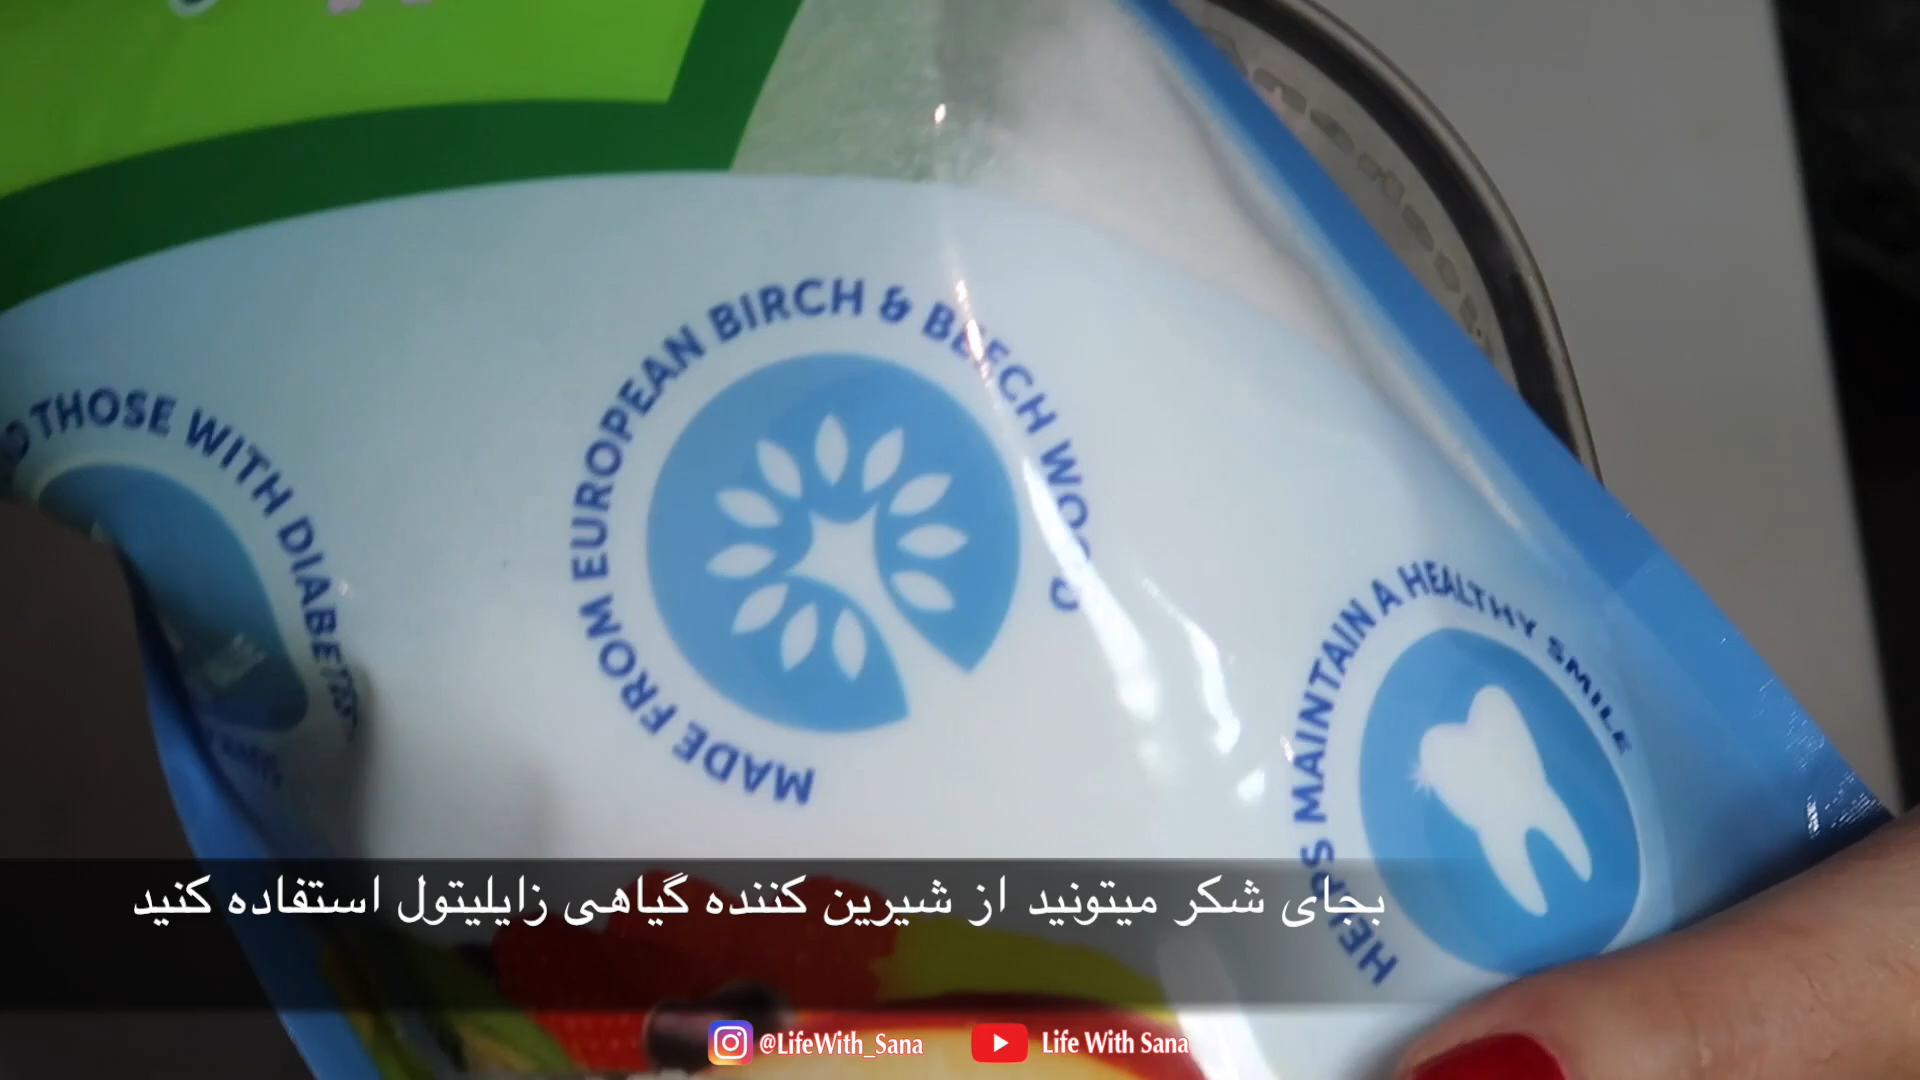 THOSE WITH DIABETES
MADE FROM EUROPEAN BIRCH & BEECH WOOD
HELPS MAINTAIN A HEALTHY SMILE
بجای شکر میتونید از شیرین کننده گیاهی زایلیتول استفاده کنید
@LifeWith_Sana
Life With Sana